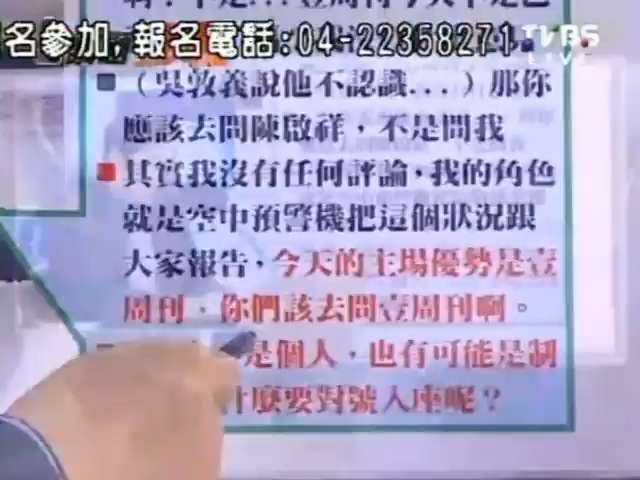 名參加,報名電話:04-22358271
TVBS
LIVE
(吳敦義說他不認識...)那你
應該去問陳啟祥,不是問我
其實我沒有任何評論,我的角色
就是空中預警機把這個狀況跟
大家報告,今天的主場優勢是壹
周刊,你們該去問壹周刊啊。
是個人,也有可能是制
什麼要對號入座呢?